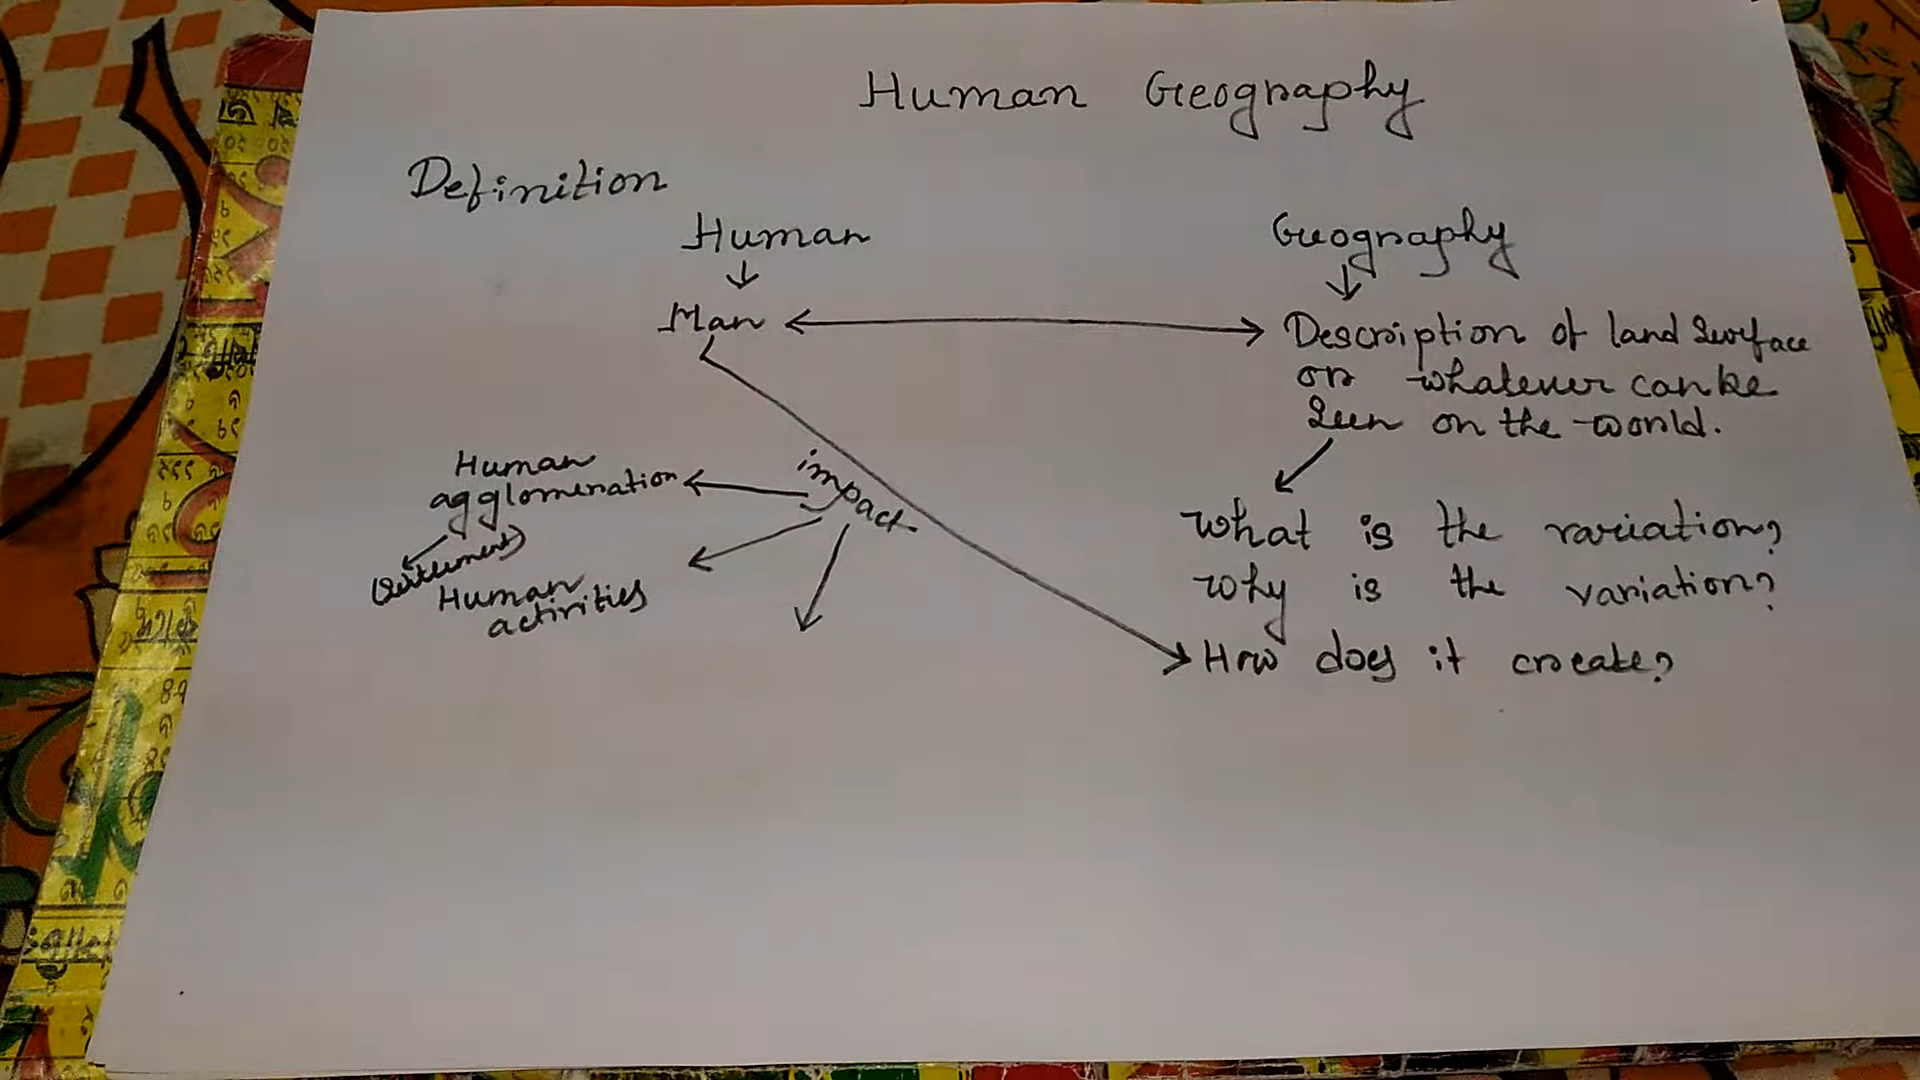 Human Geography
Definition
Human
Geography
Man
Description of land surface
or whatever can be
seen on the world.
impact
Human
agglomeration
(settlement)
Human
activities
What is the variation?
Why is the variation?
How does it create?